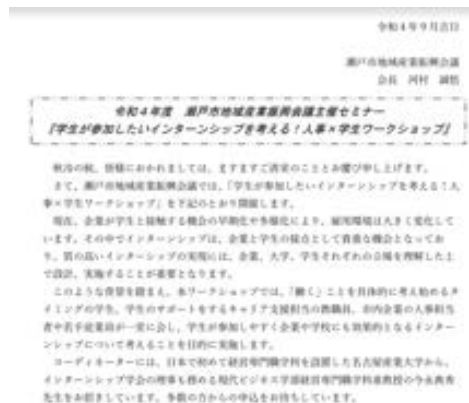 令和4年9月吉日
瀬戸市地域産業振興会議
会長 河村 誠悟
令和4年度 瀬戸市地域産業振興会議主催セミナー
『学生が参加したいインターンシップを考える!人事×学生ワークショップ』
秋冷の候、皆様におかれましては、ますますご清栄のこととお慶び申し上げます。
さて、瀬戸市地域産業振興会議では、「学生が参加したいインターンシップを考える!人
事×学生ワークショップ」を下記のとおり開催します。
現在、企業が学生と接触する機会の早期化や多様化により、雇用環境は大きく変化して
います。その中でインターンシップは、企業と学生の接点として貴重な機会となってお
り、質の高いインターンシップの実現には、企業、大学、学生それぞれの立場を理解した上
で設計、実施することが重要となります。
このような背景を踏まえ、本ワークショップでは、「働く」ことを具体的に考え始めるタ
イミングの学生、学生のサポートをするキャリア支援担当の教職員、市内企業の人事担当
者や若手従業員が一堂に会し、学生が参加しやすく企業や学校にも効果的となるインター
ンシップについて考えることを目的に実施します。
コーディネーターには、日本で初めて経営専門職学科を設置した名古屋産業大学から、
インターンシップ学会の理事も務める現代ビジネス学部経営専門職学科准教授の今永典秀
先生をお招きしています。多数の方からの申込をお待ちしています。